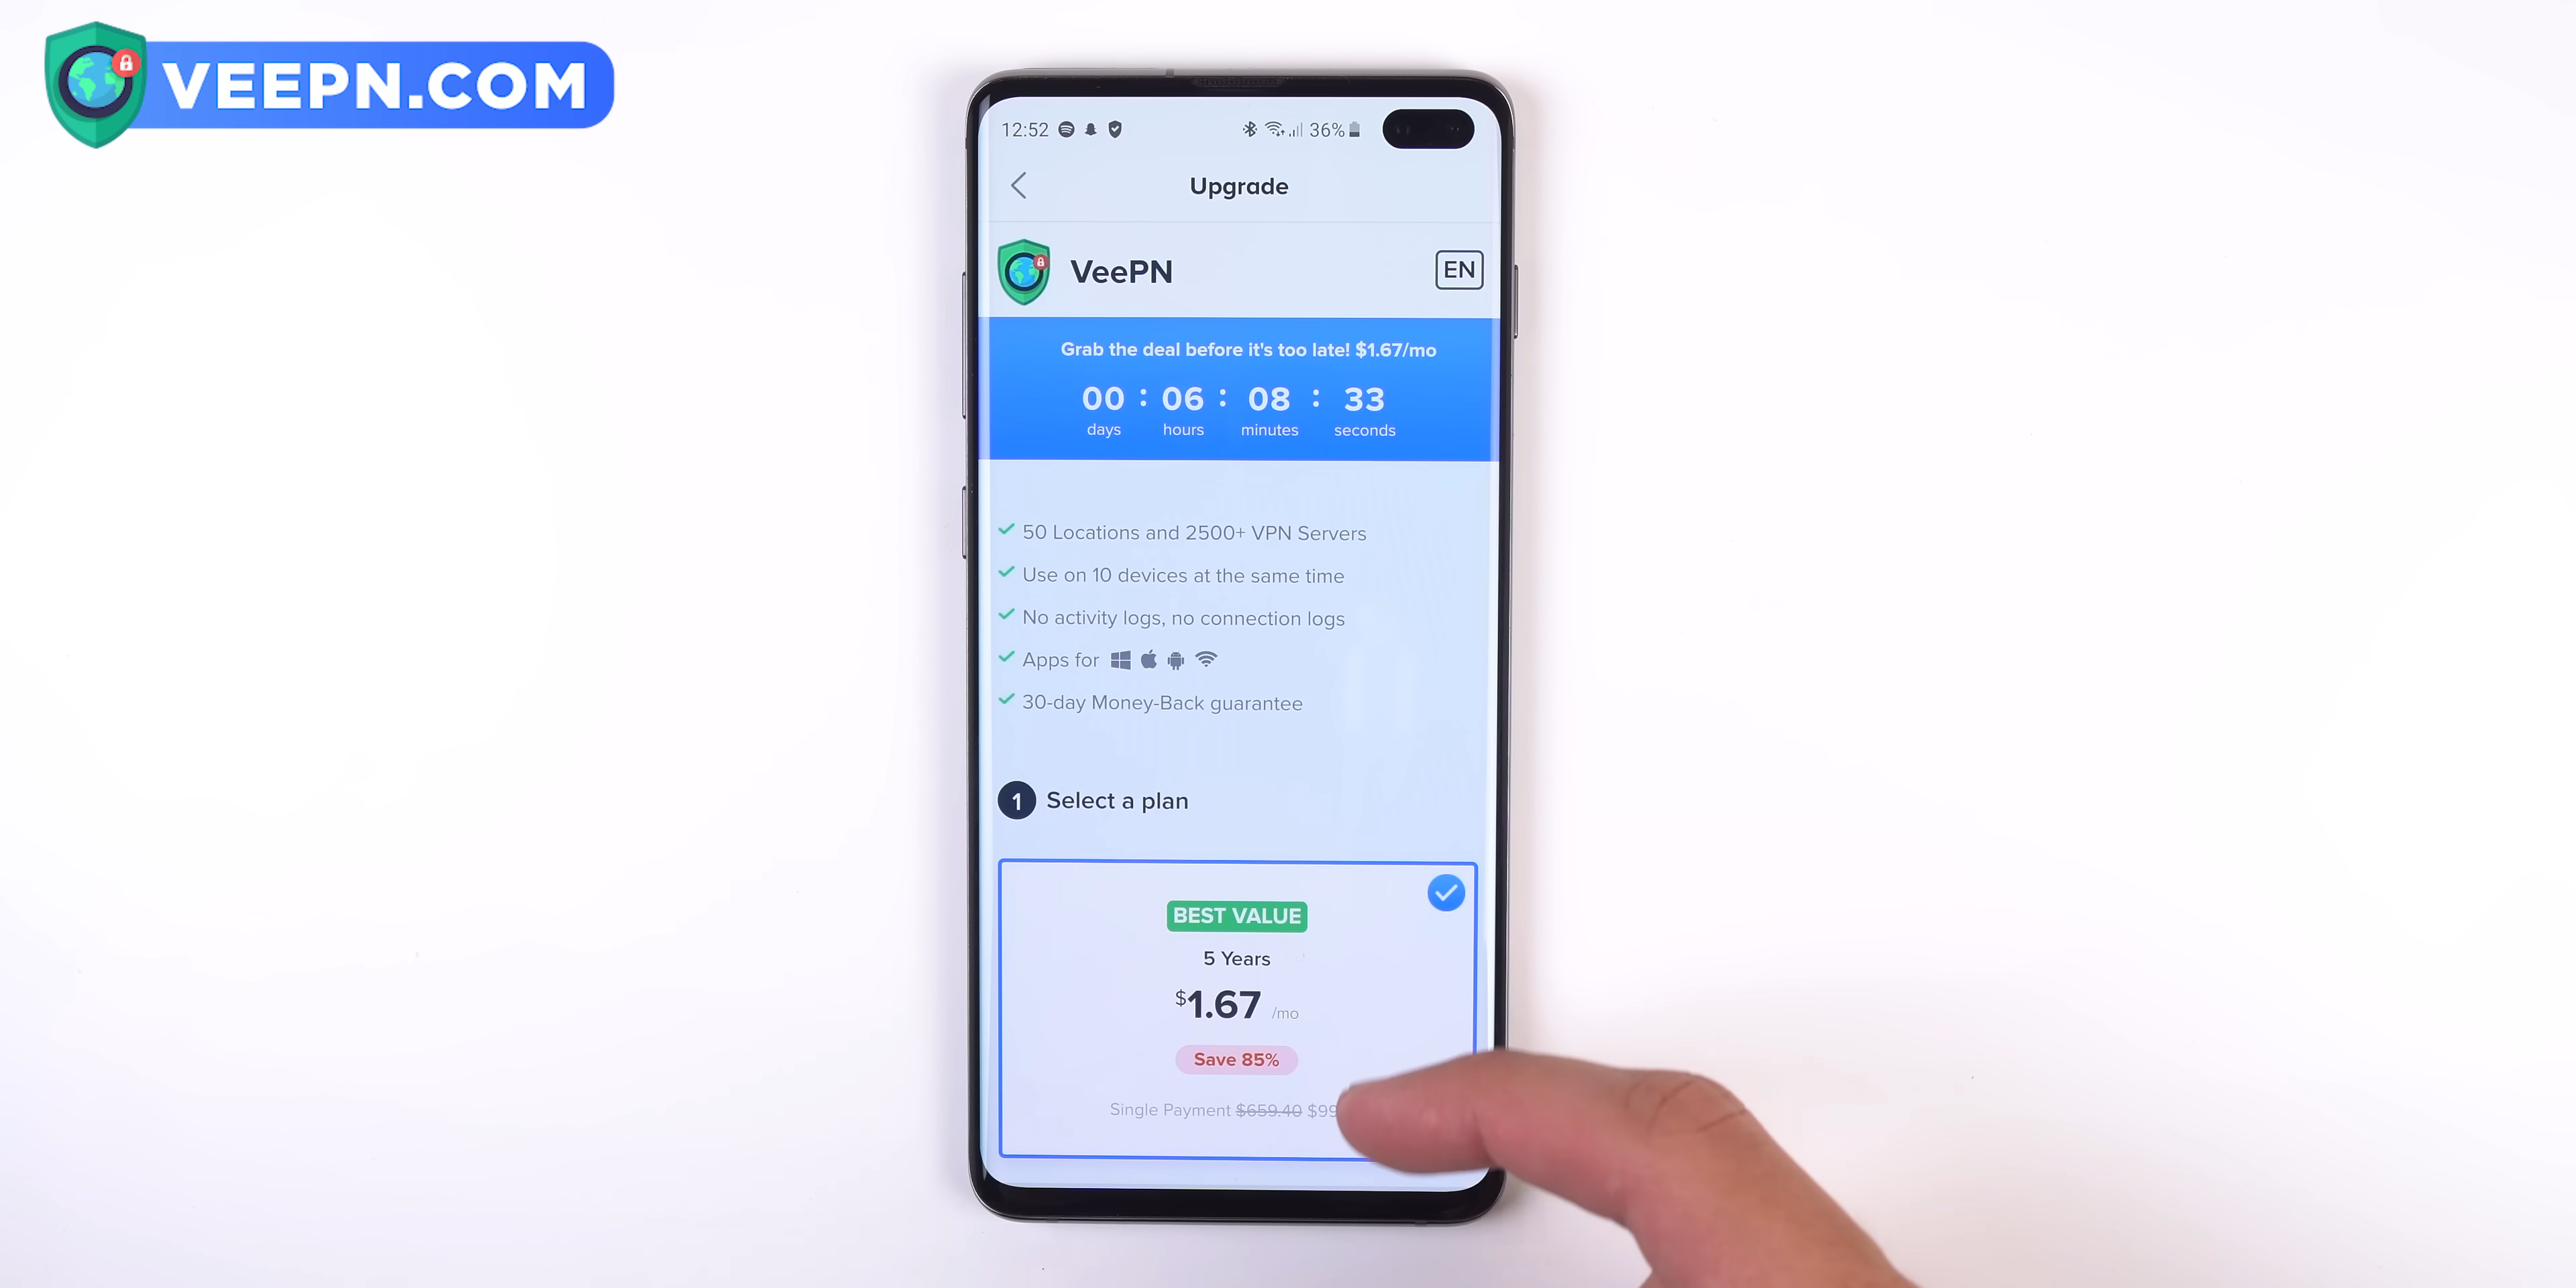 VEEPN.COM
12:52
36%
Upgrade
VeePN
EN
Grab the deal before it's too late! $1.67/mo
00 : 06 : 08 : 33
days hours minutes seconds
50 Locations and 2500+ VPN Servers
Use on 10 devices at the same time
No activity logs, no connection logs
Apps for
30-day Money-Back guarantee
1 Select a plan
BEST VALUE
5 Years
$1.67 /mo
Save 85%
Single Payment $659.40 $99